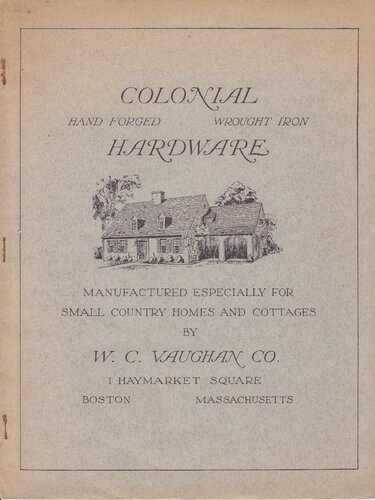 COLONIAL
HAND FORGED WROUGHT IRON
HARDWARE
MANUFACTURED ESPECIALLY FOR
SMALL COUNTRY HOMES AND COTTAGES
BY
W. C. VAUGHAN CO.
1 HAYMARKET SQUARE
BOSTON MASSACHUSETTS